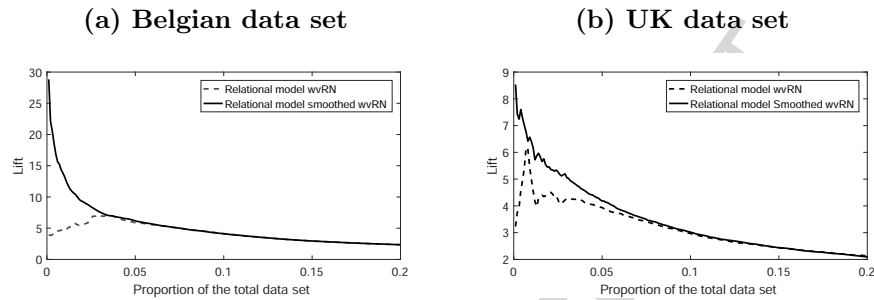 (a) Belgian data set
(b) UK data set
30
25
20
15
10
5
0
Lift
Relational model wvRN
Relational model smoothed wvRN
0
0.05
0.1
0.15
0.2
Proportion of the total data set
9
8
7
6
5
4
3
2
Lift
Relational model wvRN
Relational model Smoothed wvRN
0
0.05
0.1
0.15
0.2
Proportion of the total data set